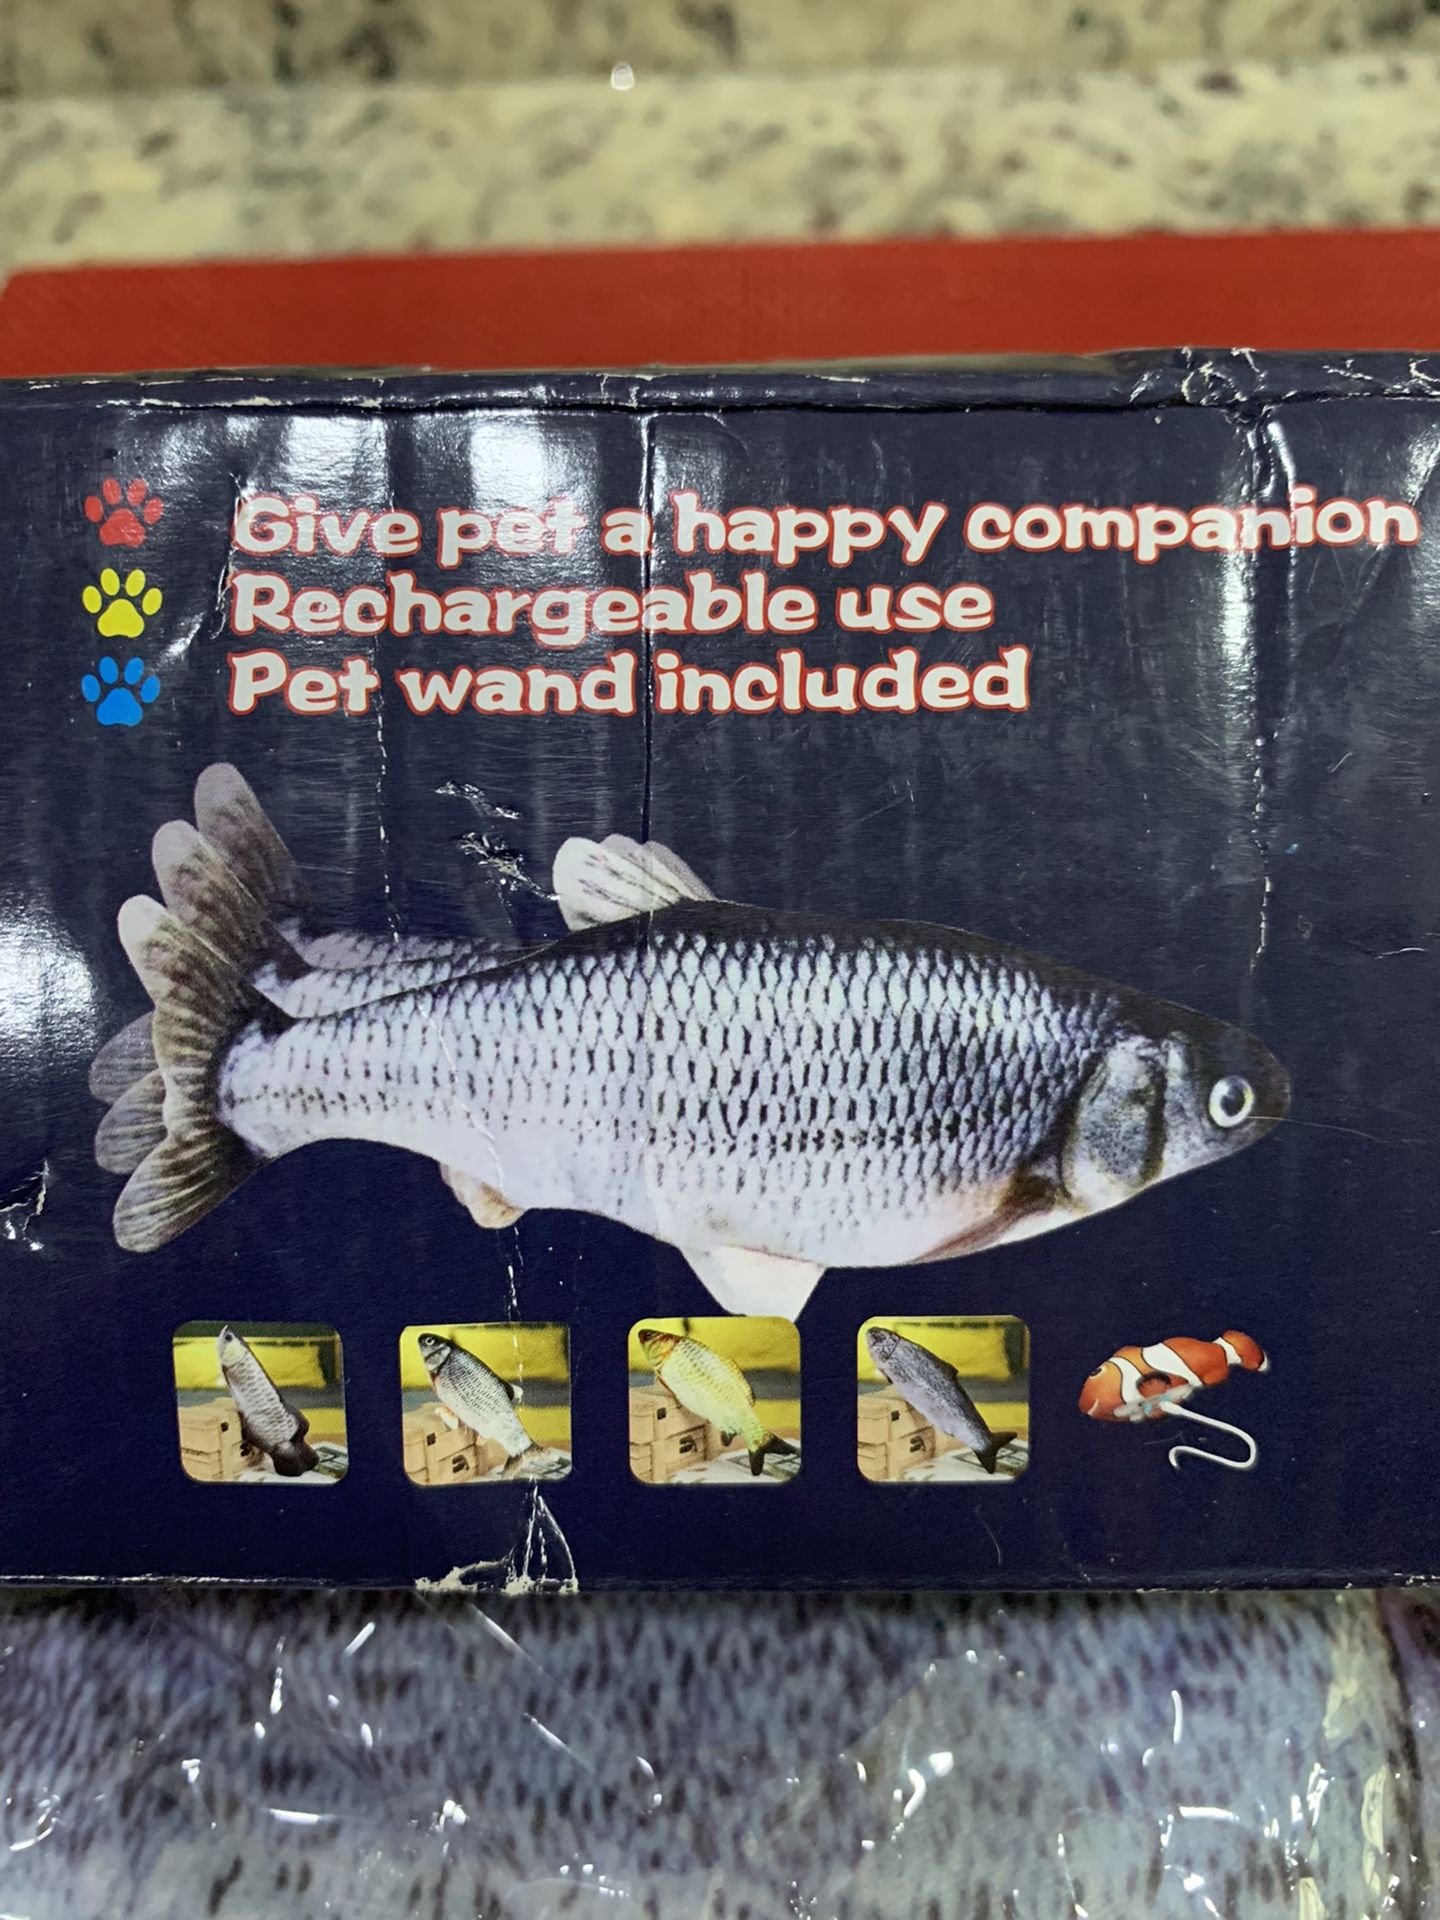 Give pet a happy companion
Rechargeable use
Pet wand included